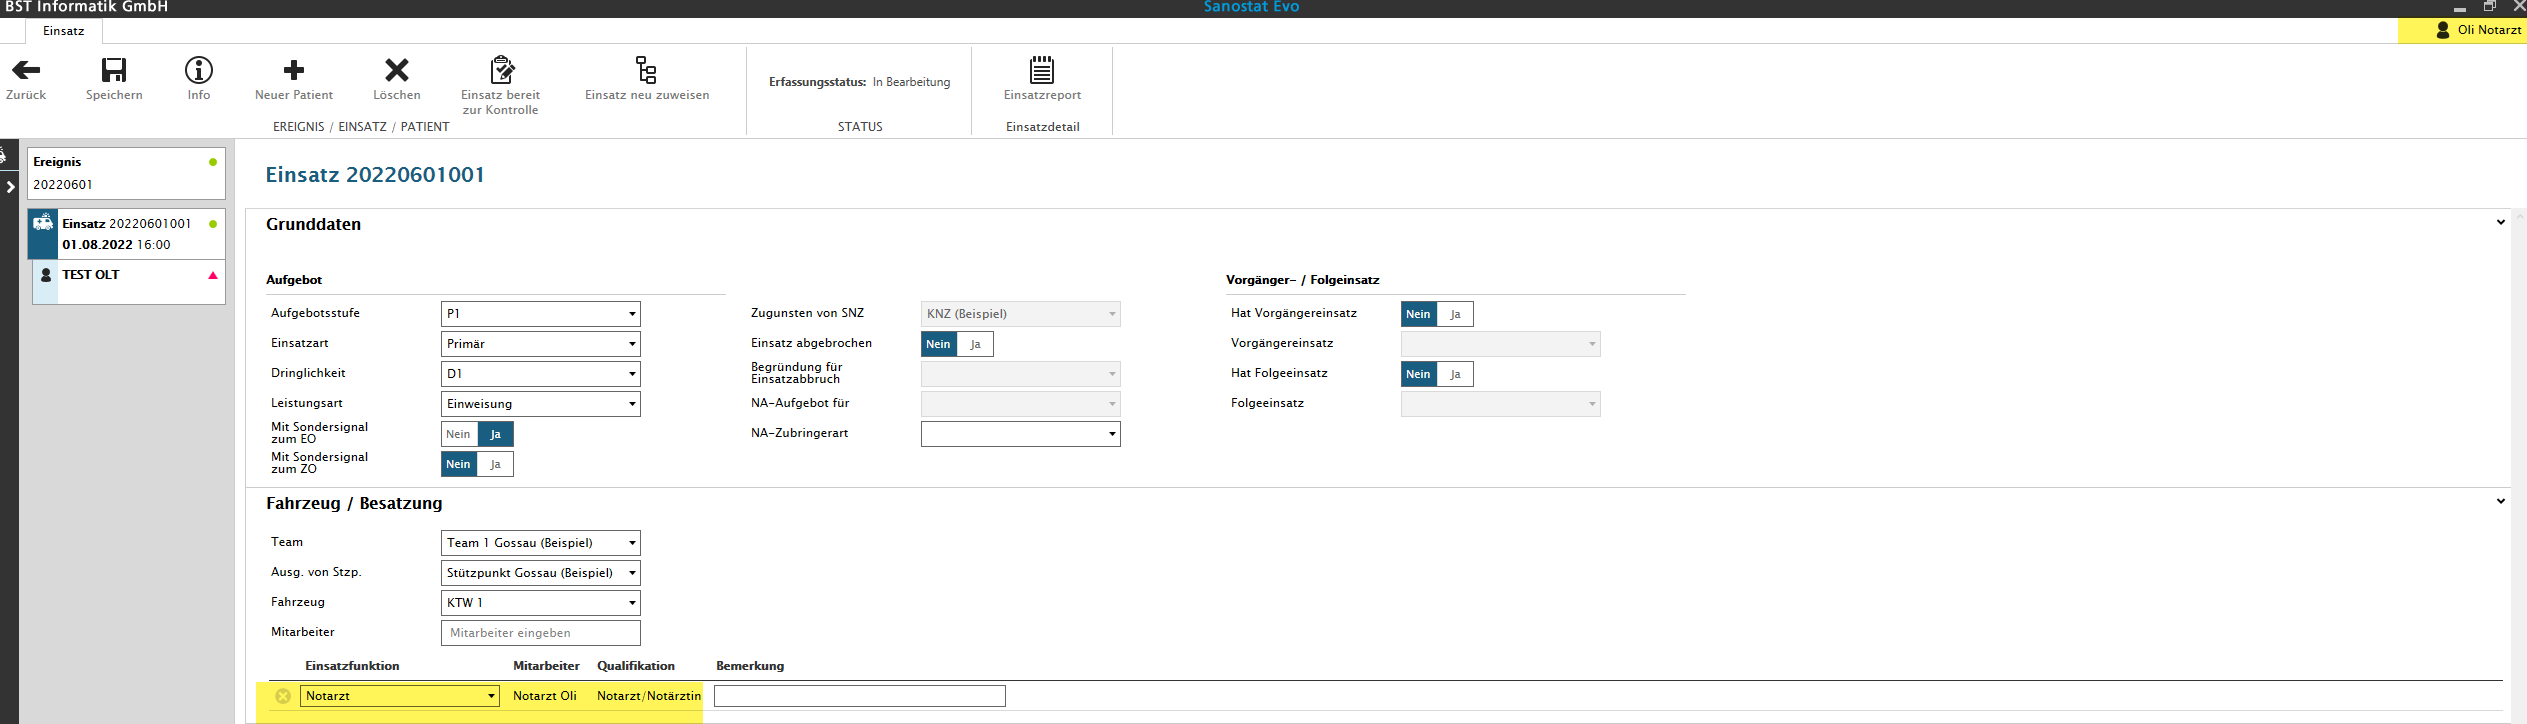 BST Informatik GmbH
Sanostat Evo
Einsatz
Oli Notarzt
Zurück
Speichern
Info
Neuer Patient
Löschen
Einsatz bereit
zur Kontrolle
Einsatz neu zuweisen
EREIGNIS / EINSATZ / PATIENT
Erfassungsstatus: In Bearbeitung
STATUS
Einsatzreport
Einsatzdetail
Ereignis
20220601
Einsatz 20220601001
01.08.2022 16:00
TEST OLT
Einsatz 20220601001
Grunddaten
Aufgebot
Aufgebotsstufe P1
Einsatzart Primär
Dringlichkeit D1
Leistungsart Einweisung
Mit Sondersignal
zum EO
Nein Ja
Mit Sondersignal
zum ZO
Nein Ja
Zugunsten von SNZ KNZ (Beispiel)
Einsatz abgebrochen Nein Ja
Begründung für
Einsatzabbruch
NA-Aufgebot für
NA-Zubringerart
Vorgänger- / Folgeinsatz
Hat Vorgängereinsatz Nein Ja
Vorgängereinsatz
Hat Folgeeinsatz Nein Ja
Folgeeinsatz
Fahrzeug / Besatzung
Team Team 1 Gossau (Beispiel)
Ausg. von Stzp. Stützpunkt Gossau (Beispiel)
Fahrzeug KTW 1
Mitarbeiter Mitarbeiter eingeben
Einsatzfunktion Mitarbeiter Qualifikation Bemerkung
Notarzt Notarzt Oli Notarzt/Notärztin